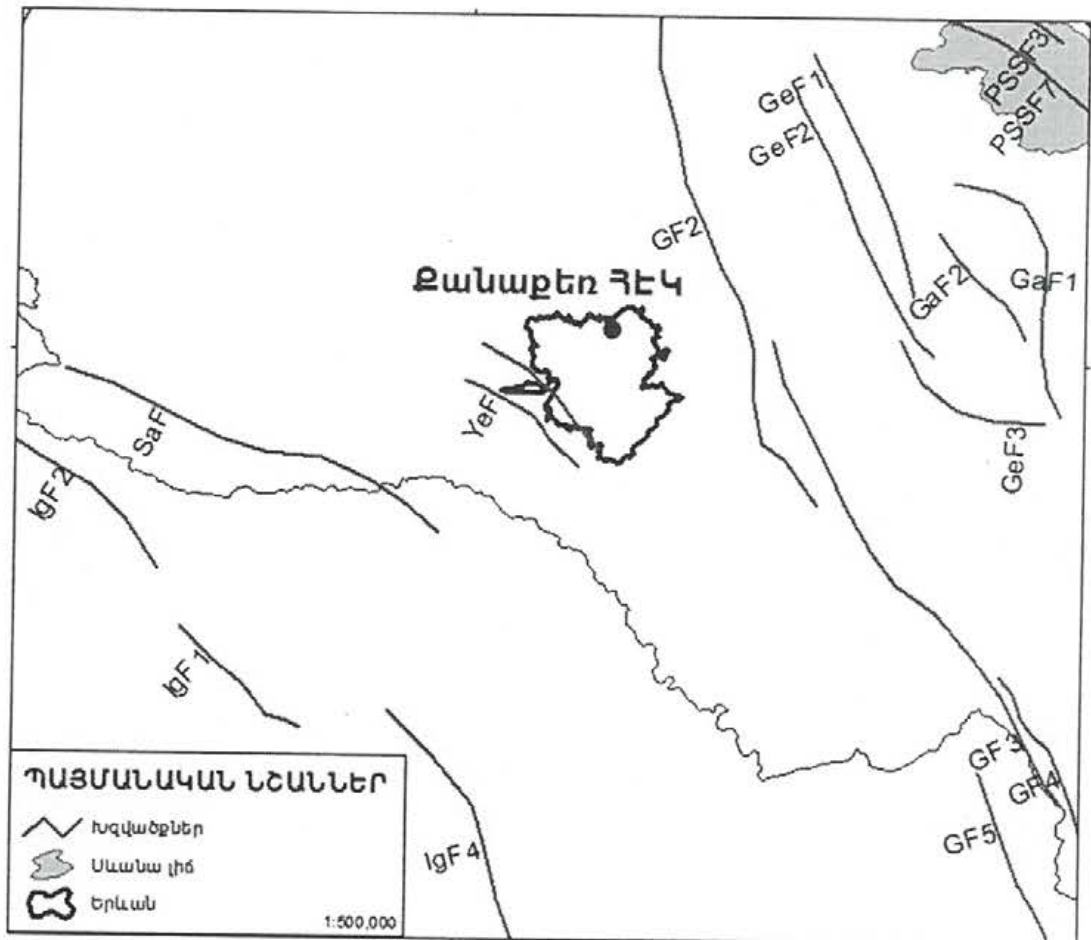 PSSF3
GeF1
PSSF7
GeF2
GF2
Քանաքեռ ՀԷԿ
GaF2
GaF1
SaF
YeF
GeF3
IgF2
IgF1
GF3
GF4
GF5
IgF4
ՊԱՅՄԱՆԱԿԱՆ ՆՇԱՆՆԵՐ
Խզվածքներ
Սևանա լիճ
Երևան
1:500,000